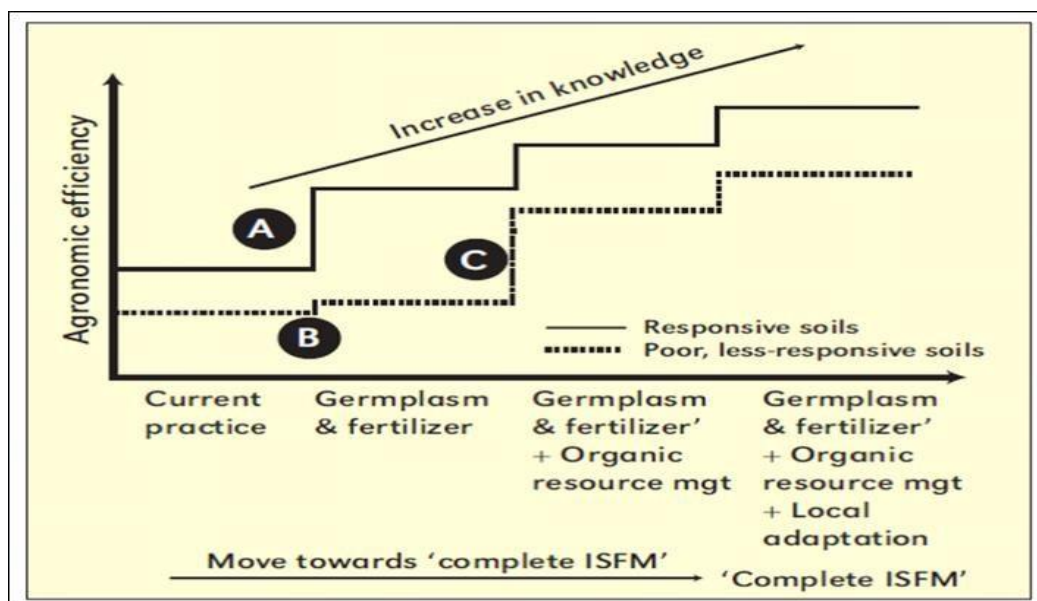 Increase in knowledge
Agronomic efficiency
A
C
B
Responsive soils
Poor, less-responsive soils
Current
practice
Germplasm
& fertilizer
Germplasm
& fertilizer’
+ Organic
resource mgt
Germplasm
& fertilizer’
+ Organic
resource mgt
+ Local
adaptation
Move towards ‘complete ISFM’
‘Complete ISFM’